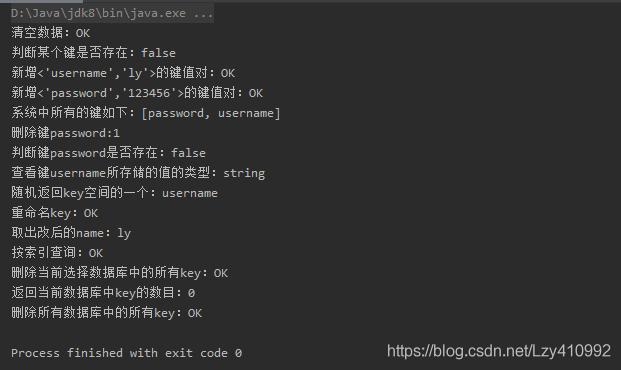 D:\Java\jdk8\bin\java.exe ...
清空数据：OK
判断某个键是否存在：false
新增<'username','ly'>的键值对：OK
新增<'password','123456'>的键值对：OK
系统中所有的键如下：[password, username]
删除键password:1
判断键password是否存在：false
查看键username所存储的值的类型：string
随机返回key空间的一个：username
重命名key：OK
取出改后的name：ly
按索引查询：OK
删除当前选择数据库中的所有key：OK
返回当前数据库中key的数目：0
删除所有数据库中的所有key：OK
Process finished with exit code 0
https://blog.csdn.net/Lzy410992